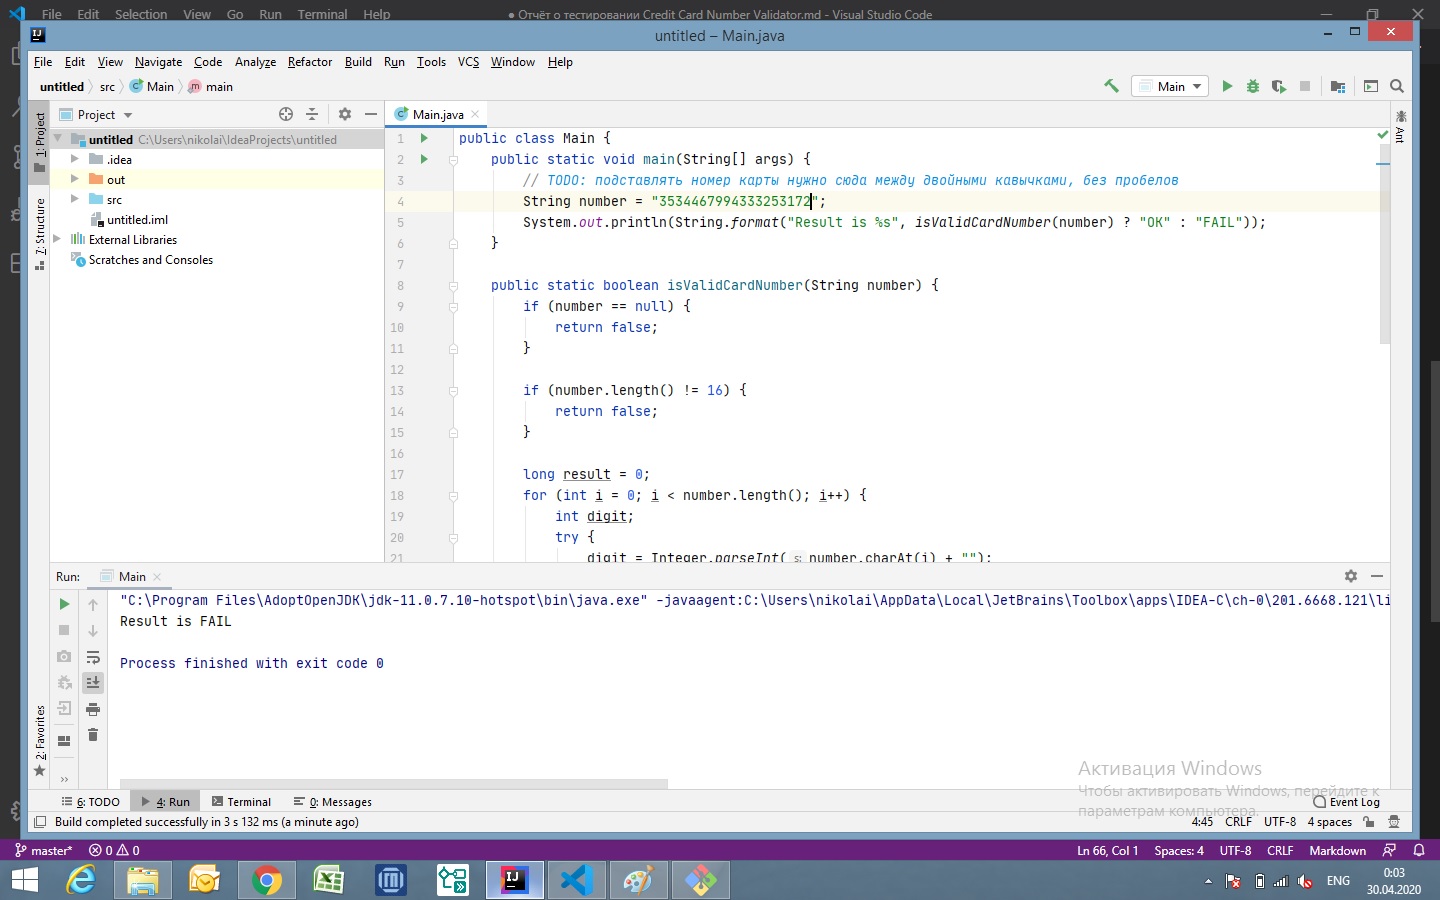 File Edit Selection View Go Run Terminal Help ● Отчёт о тестировании Credit Card Number Validator.md - Visual Studio Code
untitled – Main.java
File Edit View Navigate Code Analyze Refactor Build Run Tools VCS Window Help
untitled src Main main
Main
Project
Main.java
1: Project
Ant
untitled C:\Users\nikolai\IdeaProjects\untitled
.idea
out
src
untitled.iml
External Libraries
Scratches and Consoles
7: Structure
1 public class Main {
2 public static void main(String[] args) {
3 // TODO: подставлять номер карты нужно сюда между двойными кавычками, без пробелов
4 String number = "3534467994333253172";
5 System.out.println(String.format("Result is %s", isValidCardNumber(number) ? "OK" : "FAIL"));
6 }
7
8 public static boolean isValidCardNumber(String number) {
9 if (number == null) {
10 return false;
11 }
12
13 if (number.length() != 16) {
14 return false;
15 }
16
17 long result = 0;
18 for (int i = 0; i < number.length(); i++) {
19 int digit;
20 try {
21 digit = Integer.parseInt( s: number.charAt(i) + "");
Run: Main
"C:\Program Files\AdoptOpenJDK\jdk-11.0.7.10-hotspot\bin\java.exe" -javaagent:C:\Users\nikolai\AppData\Local\JetBrains\Toolbox\apps\IDEA-C\ch-0\201.6668.121\li
Result is FAIL
Process finished with exit code 0
2: Favorites
Активация Windows
Чтобы активировать Windows, перейдите к
параметрам компьютера.
6: TODO 4: Run Terminal 0: Messages Event Log
Build completed successfully in 3 s 132 ms (a minute ago) 4:45 CRLF UTF-8 4 spaces
master* 0 0 Ln 66, Col 1 Spaces: 4 UTF-8 CRLF Markdown
ENG
0:03
30.04.2020